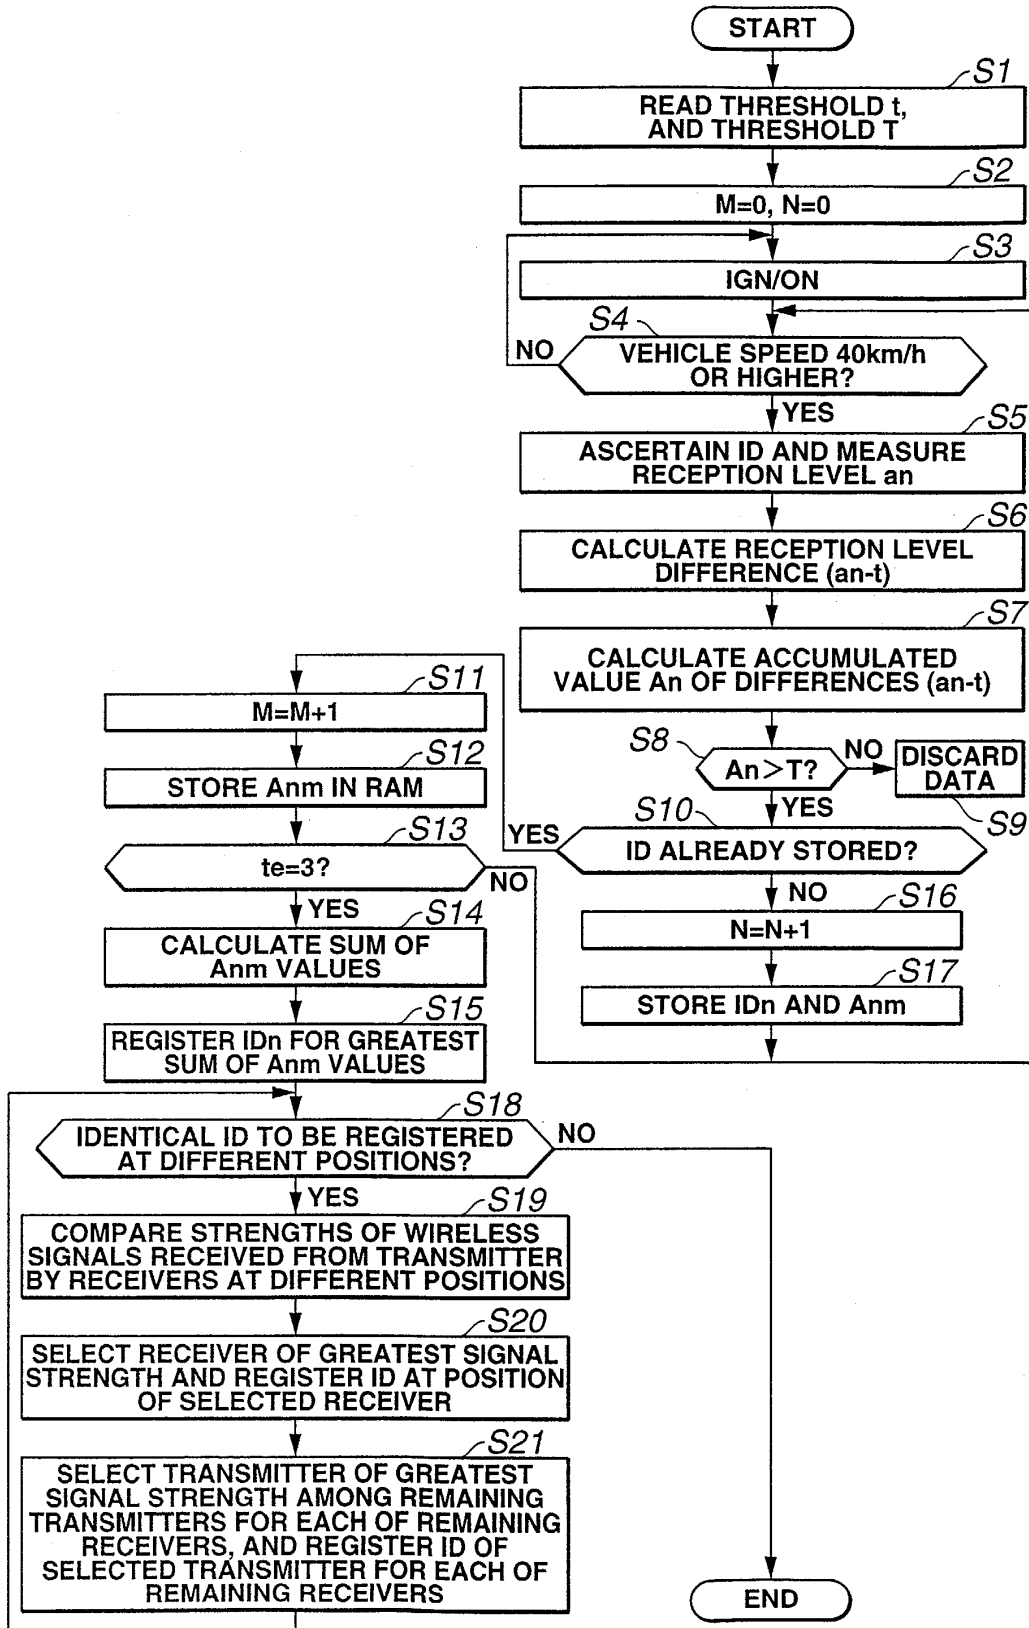 START
S1
READ THRESHOLD t,
AND THRESHOLD T
S2
M=0, N=0
S3
IGN/ON
S4
NO
VEHICLE SPEED 40km/h
OR HIGHER?
YES
S5
ASCERTAIN ID AND MEASURE
RECEPTION LEVEL an
S6
CALCULATE RECEPTION LEVEL
DIFFERENCE (an-t)
S7
CALCULATE ACCUMULATED
VALUE An OF DIFFERENCES (an-t)
S8
An>T?
NO
DISCARD
DATA
S9
YES
S10
YES
ID ALREADY STORED?
NO
S16
N=N+1
S17
STORE IDn AND Anm
S11
M=M+1
S12
STORE Anm IN RAM
S13
te=3?
NO
YES
S14
CALCULATE SUM OF
Anm VALUES
S15
REGISTER IDn FOR GREATEST
SUM OF Anm VALUES
S18
IDENTICAL ID TO BE REGISTERED
AT DIFFERENT POSITIONS?
NO
YES
S19
COMPARE STRENGTHS OF WIRELESS
SIGNALS RECEIVED FROM TRANSMITTER
BY RECEIVERS AT DIFFERENT POSITIONS
S20
SELECT RECEIVER OF GREATEST SIGNAL
STRENGTH AND REGISTER ID AT POSITION
OF SELECTED RECEIVER
S21
SELECT TRANSMITTER OF GREATEST
SIGNAL STRENGTH AMONG REMAINING
TRANSMITTERS FOR EACH OF REMAINING
RECEIVERS, AND REGISTER ID OF
SELECTED TRANSMITTER FOR EACH OF
REMAINING RECEIVERS
END